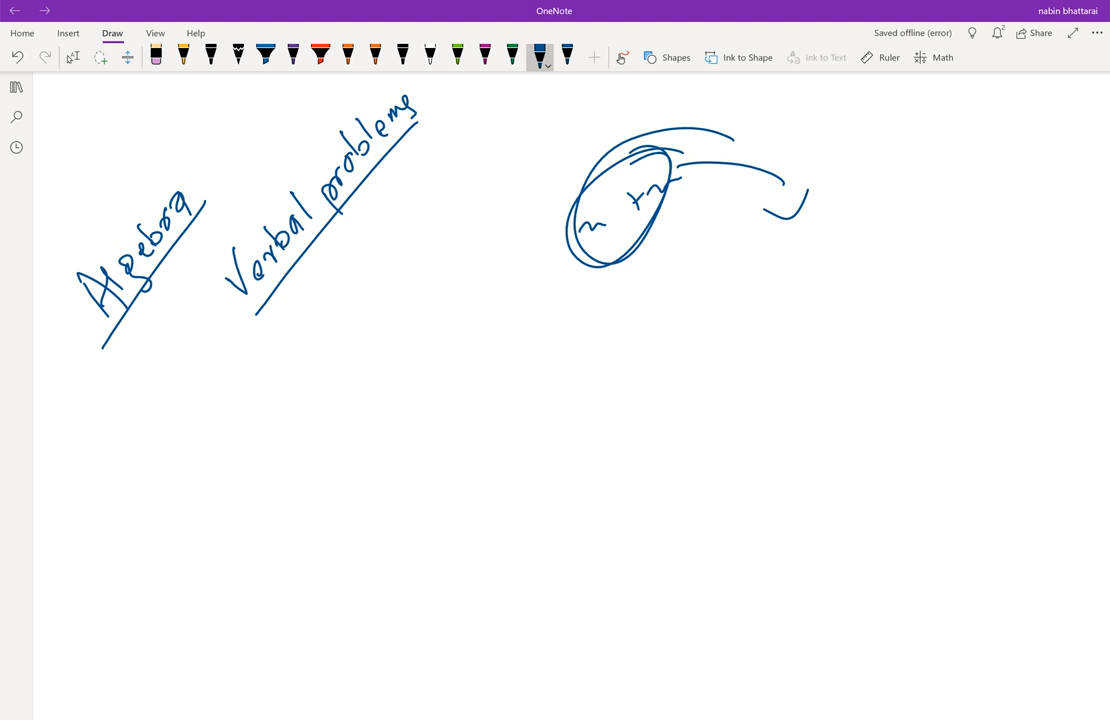 OneNote
nabin bhattarai
Home Insert Draw View Help
Saved offline (error)
Share
Shapes
Ink to Shape
Ink to Text
Ruler
Math
Algebra
Verbal problems